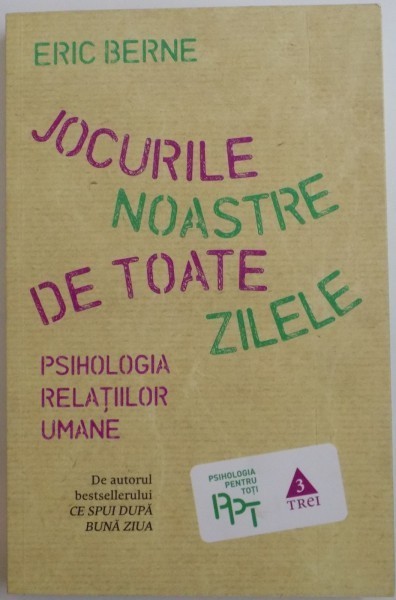 ERIC BERNE
JOCURILE
NOASTRE
DE TOATE
ZILELE
PSIHOLOGIA
RELAȚIILOR
UMANE
De autorul
bestsellerului
CE SPUI DUPĂ
BUNĂ ZIUA
PSIHOLOGIA
PENTRU
TOȚI
PPT
3
TREI